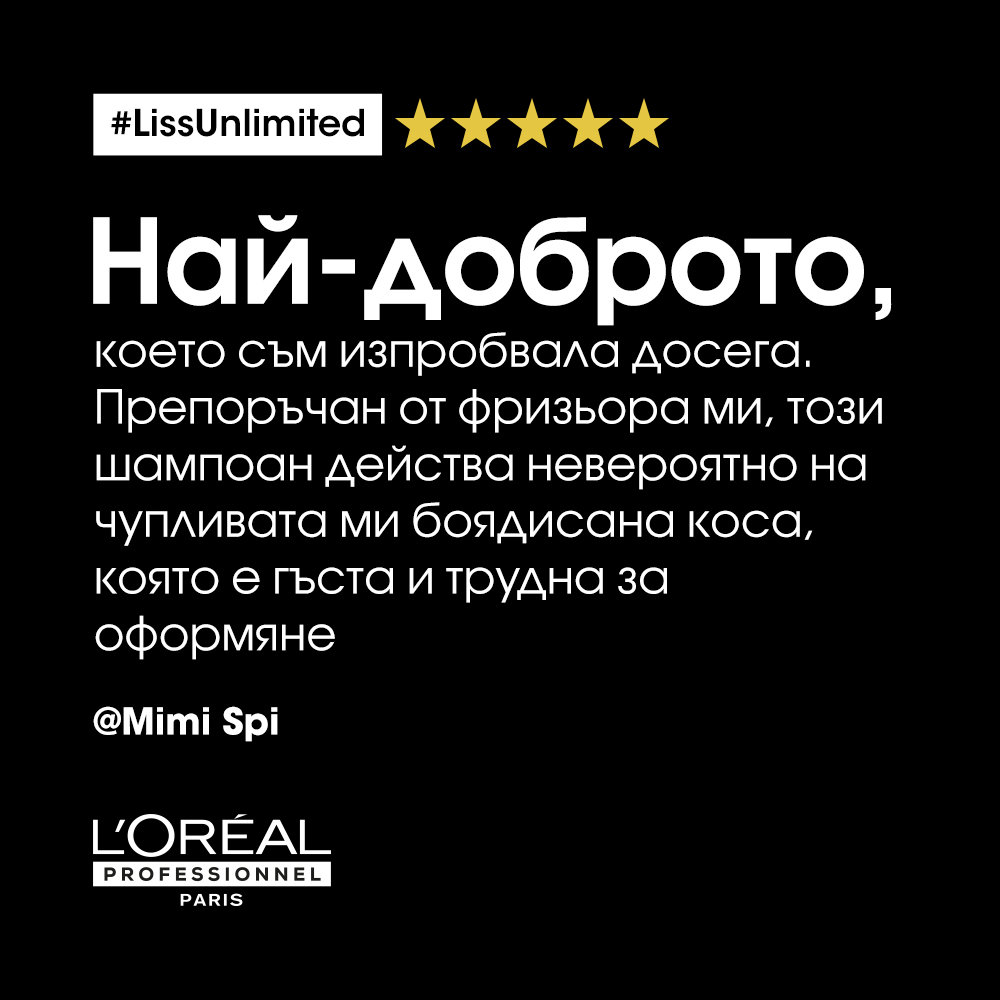 #LissUnlimited
Най-доброто,
което съм изпробвала досега.
Препоръчан от фризьора ми, този
шампоан действа невероятно на
чупливата ми боядисана коса,
която е гъста и трудна за
оформяне
@Mimi Spi
L'ORÉAL
PROFESSIONNEL
PARIS